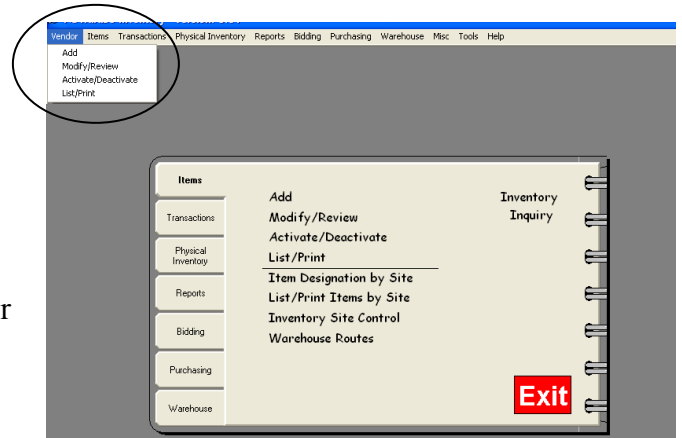 Vendor Items Transactions Physical Inventory Reports Bidding Purchasing Warehouse Misc Tools Help
Add
Modify/Review
Activate/Deactivate
List/Print
Items
Transactions
Physical
Inventory
Reports
Bidding
Purchasing
Warehouse
Add
Modify/Review
Activate/Deactivate
List/Print
Item Designation by Site
List/Print Items by Site
Inventory Site Control
Warehouse Routes
Inventory
Inquiry
Exit
r